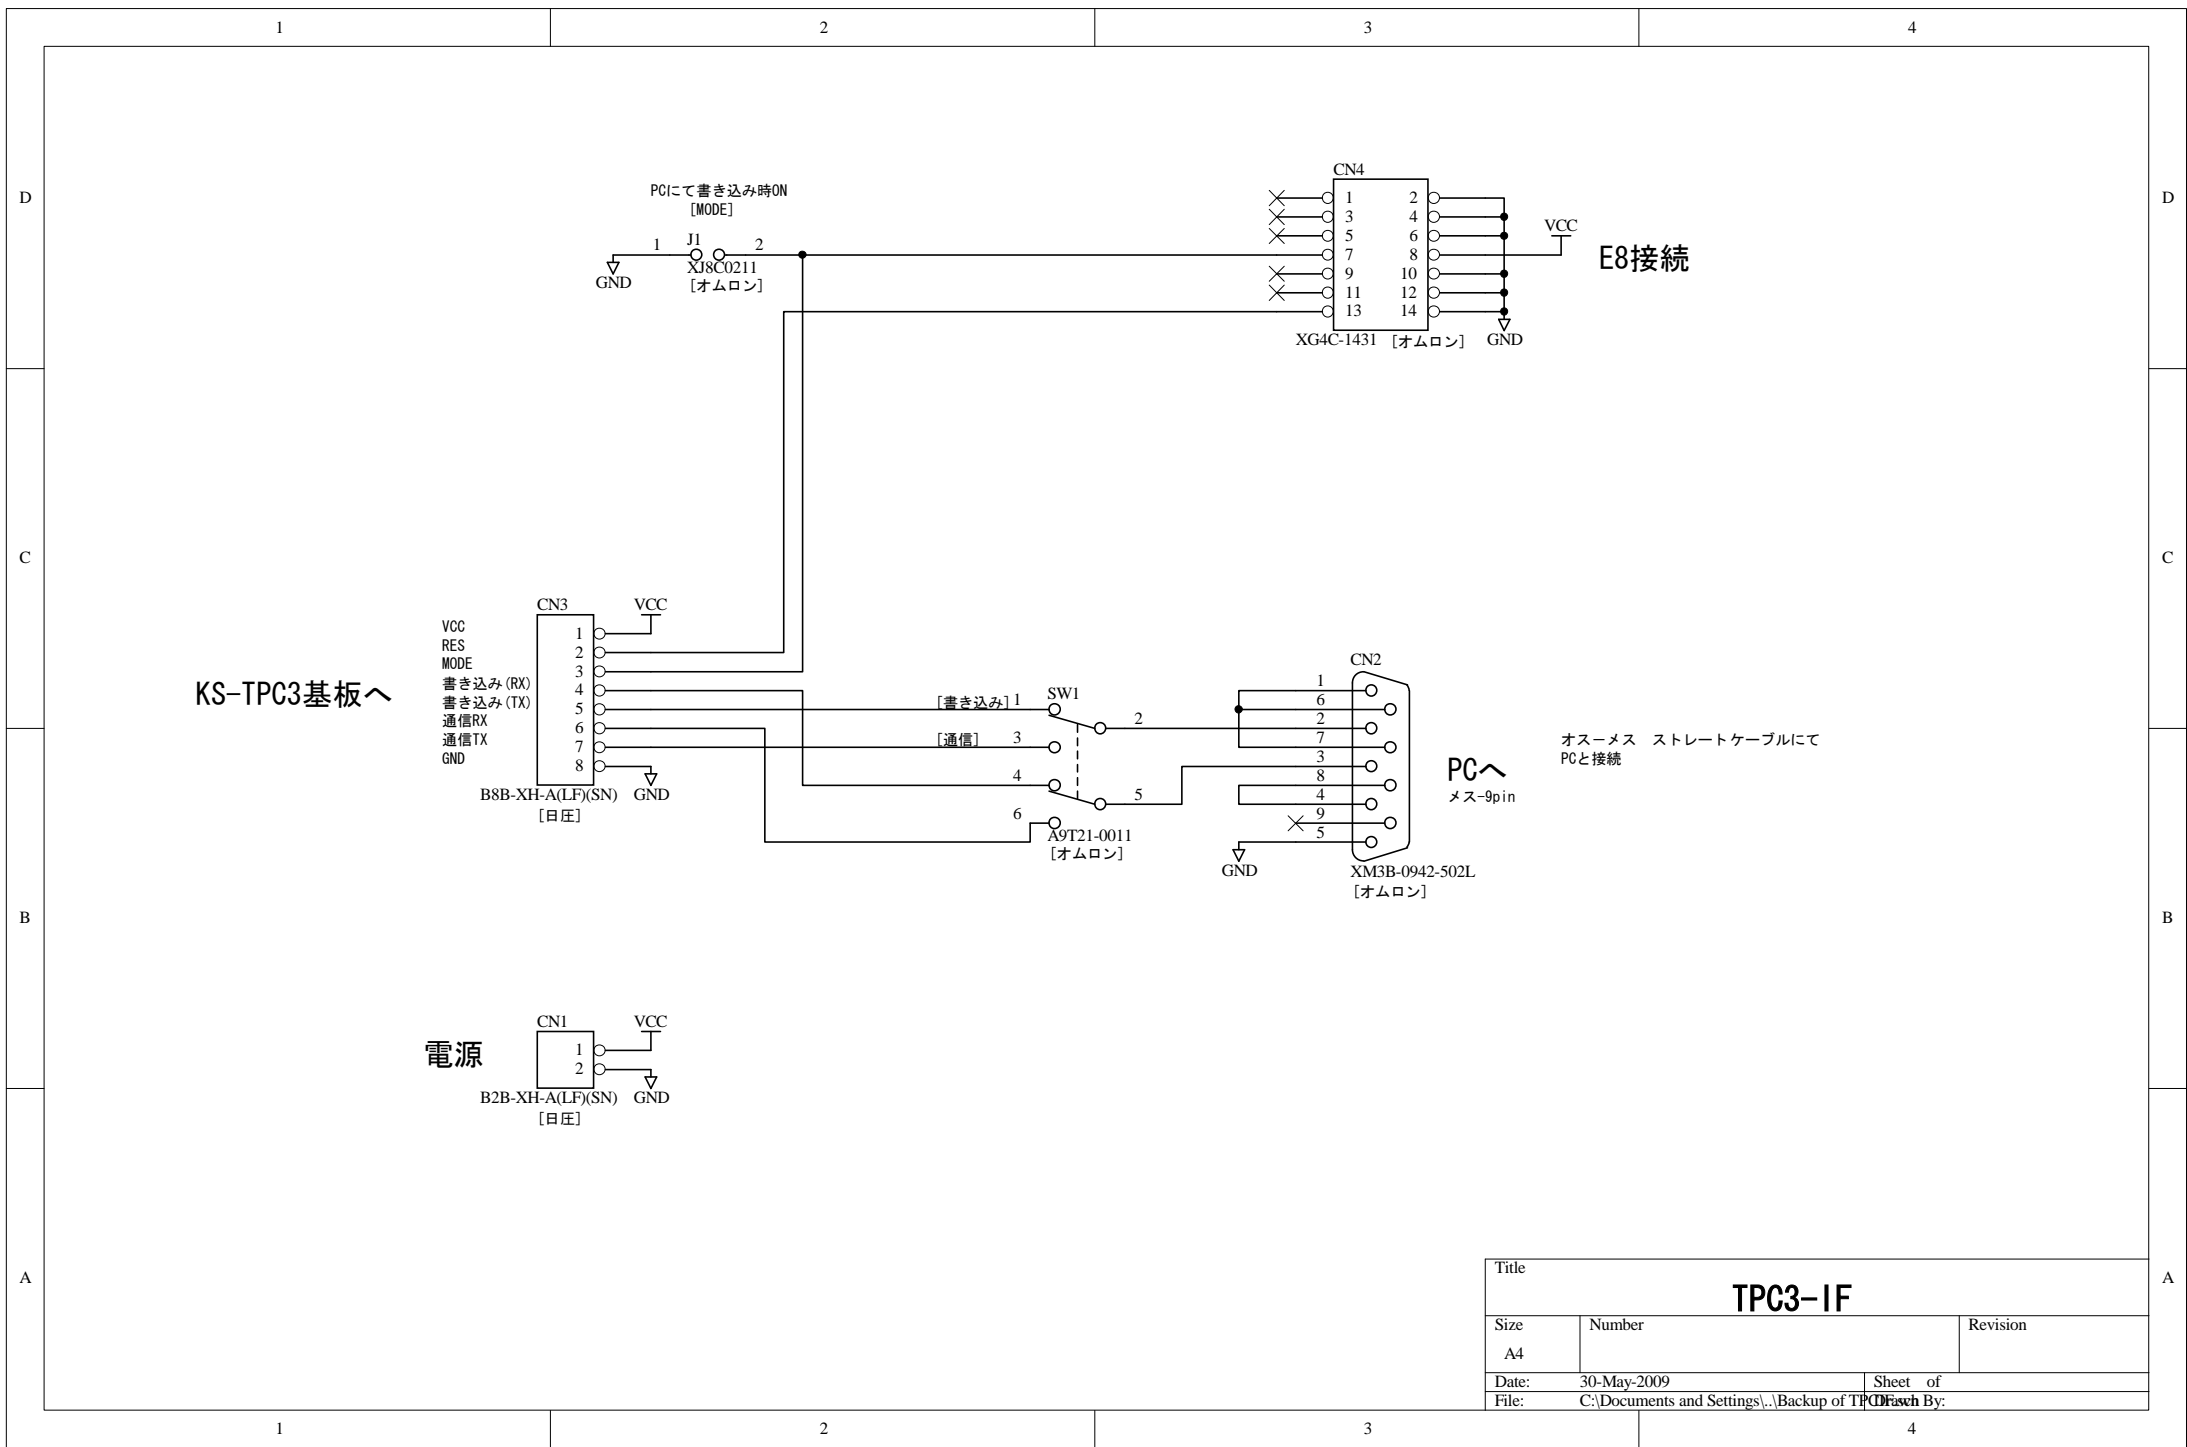 1 2 3 4
D D
C C
B B
A A
PCにて書き込み時ON
[MODE]
1 J1 2
XJ8C0211
[オムロン]
GND
CN4
1 2
3 4
5 6
7 8
9 10
11 12
13 14
XG4C-1431 [オムロン] GND
VCC
E8接続
KS-TPC3基板へ
VCC
RES
MODE
書き込み(RX)
書き込み(TX)
通信RX
通信TX
GND
CN3 VCC
1
2
3
4
5
6
7
8
B8B-XH-A(LF)(SN) GND
[日圧]
[書き込み] 1 SW1
2
[通信] 3
4
5
6
A9T21-0011
[オムロン]
CN2
1
6
2
7
3
8
4
9
5
GND
XM3B-0942-502L
[オムロン]
PCへ
メス-9pin
オス－メス ストレートケーブルにて
PCと接続
電源
CN1 VCC
1
2
B2B-XH-A(LF)(SN) GND
[日圧]
Title
TPC3-IF
Size Number Revision
A4
Date: 30-May-2009 Sheet of
File: C:\Documents and Settings\..\Backup of Drawn By:
1 2 3 4